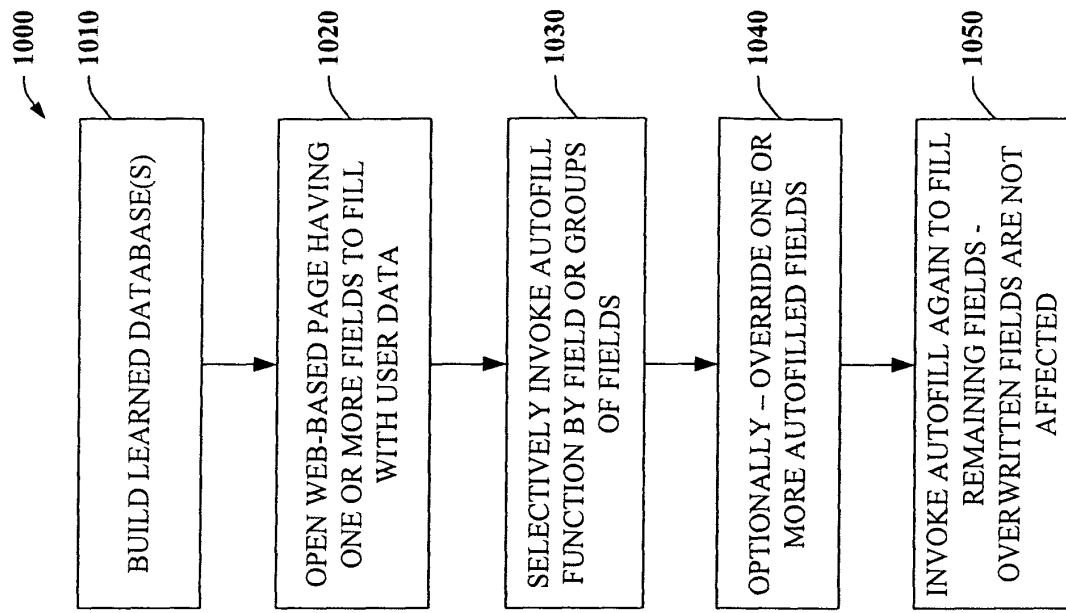 1000
1010
BUILD LEARNED DATABASE(S)
1020
OPEN WEB-BASED PAGE HAVING
ONE OR MORE FIELDS TO FILL
WITH USER DATA
1030
SELECTIVELY INVOKE AUTOFILL
FUNCTION BY FIELD OR GROUPS
OF FIELDS
1040
OPTIONALLY – OVERRIDE ONE OR
MORE AUTOFILLED FIELDS
1050
INVOKE AUTOFILL AGAIN TO FILL
REMAINING FIELDS -
OVERWRITTEN FIELDS ARE NOT
AFFECTED